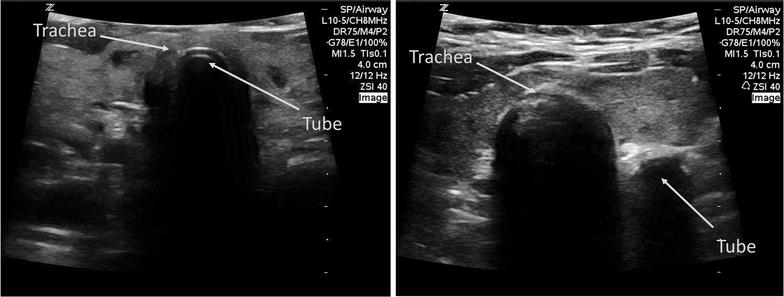 Z
SP/Airway
L10-5/CH8MHz
DR75/M4/P2
-G78/E1/100%
MI1.5 TIs0.1
4.0 cm
12/12 Hz
ZSI 40
Image
Trachea
Tube
Z
SP/Airway
L10-5/CH8MHz
DR75/M4/P2
-G78/E1/100%
MI1.5 TIs0.1
4.0 cm
12/12 Hz
ZSI 40
Image
Trachea
Tube